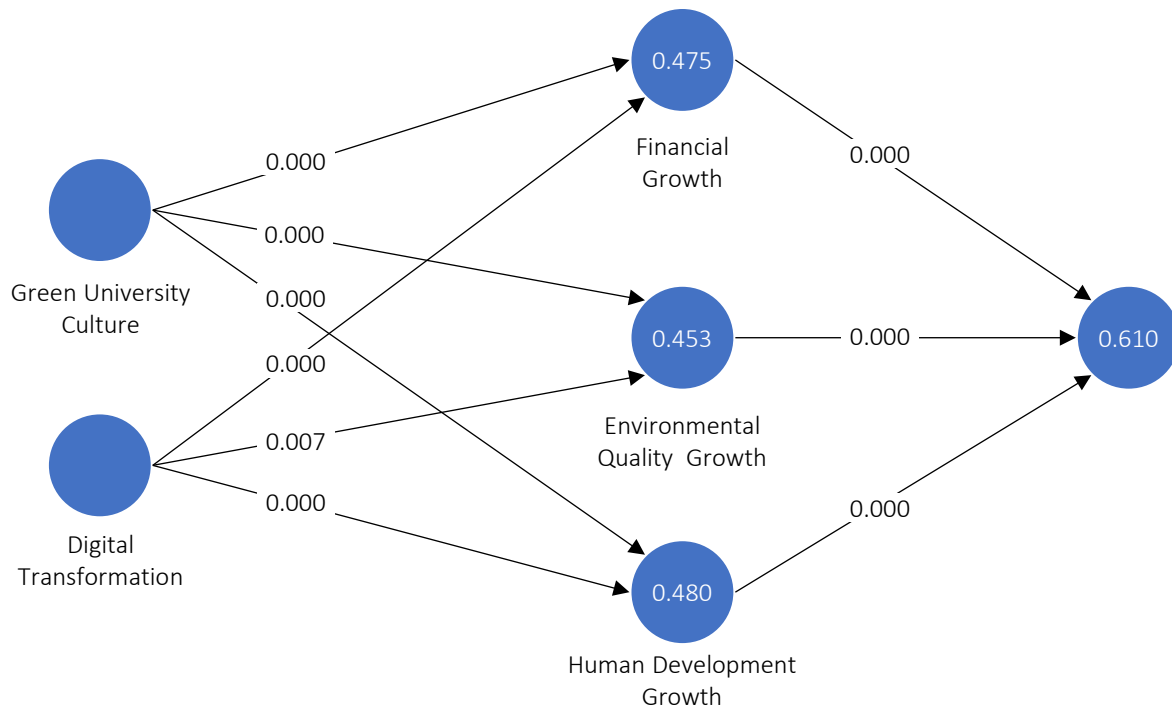 0.475
Financial
Growth
0.000
0.000
0.000
Green University
Culture
0.000
0.000
0.453
0.000
0.610
0.000
Environmental
Quality Growth
0.007
0.000
0.000
Digital
Transformation
0.480
Human Development
Growth